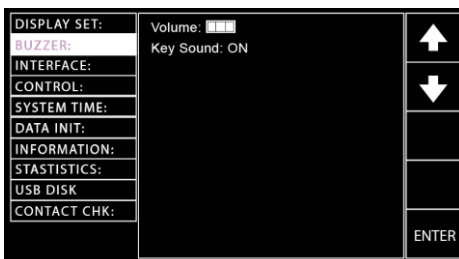 DISPLAY SET:
BUZZER:
INTERFACE:
CONTROL:
SYSTEM TIME:
DATA INIT:
INFORMATION:
STASTISTICS:
USB DISK
CONTACT CHK:
Volume:
Key Sound: ON
ENTER